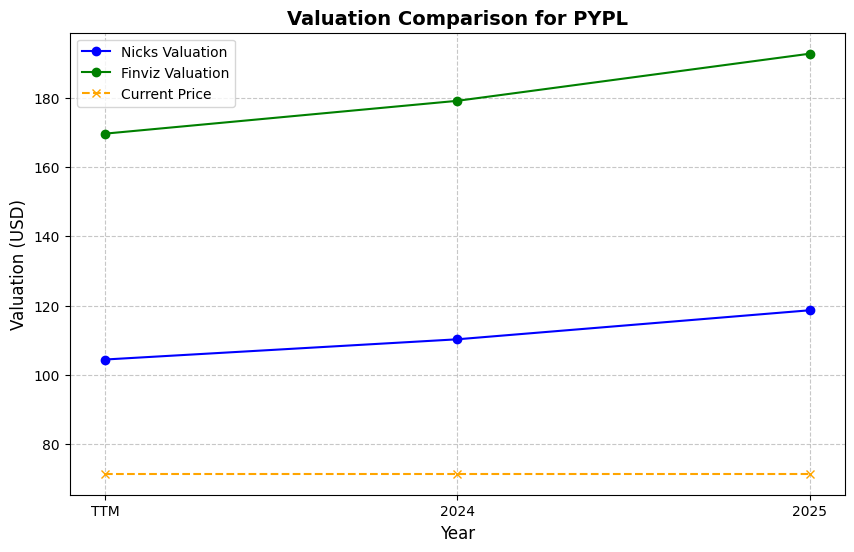 Valuation Comparison for PYPL
Nicks Valuation
Finviz Valuation
Current Price
Valuation (USD)
180
160
140
120
100
80
TTM
2024
2025
Year